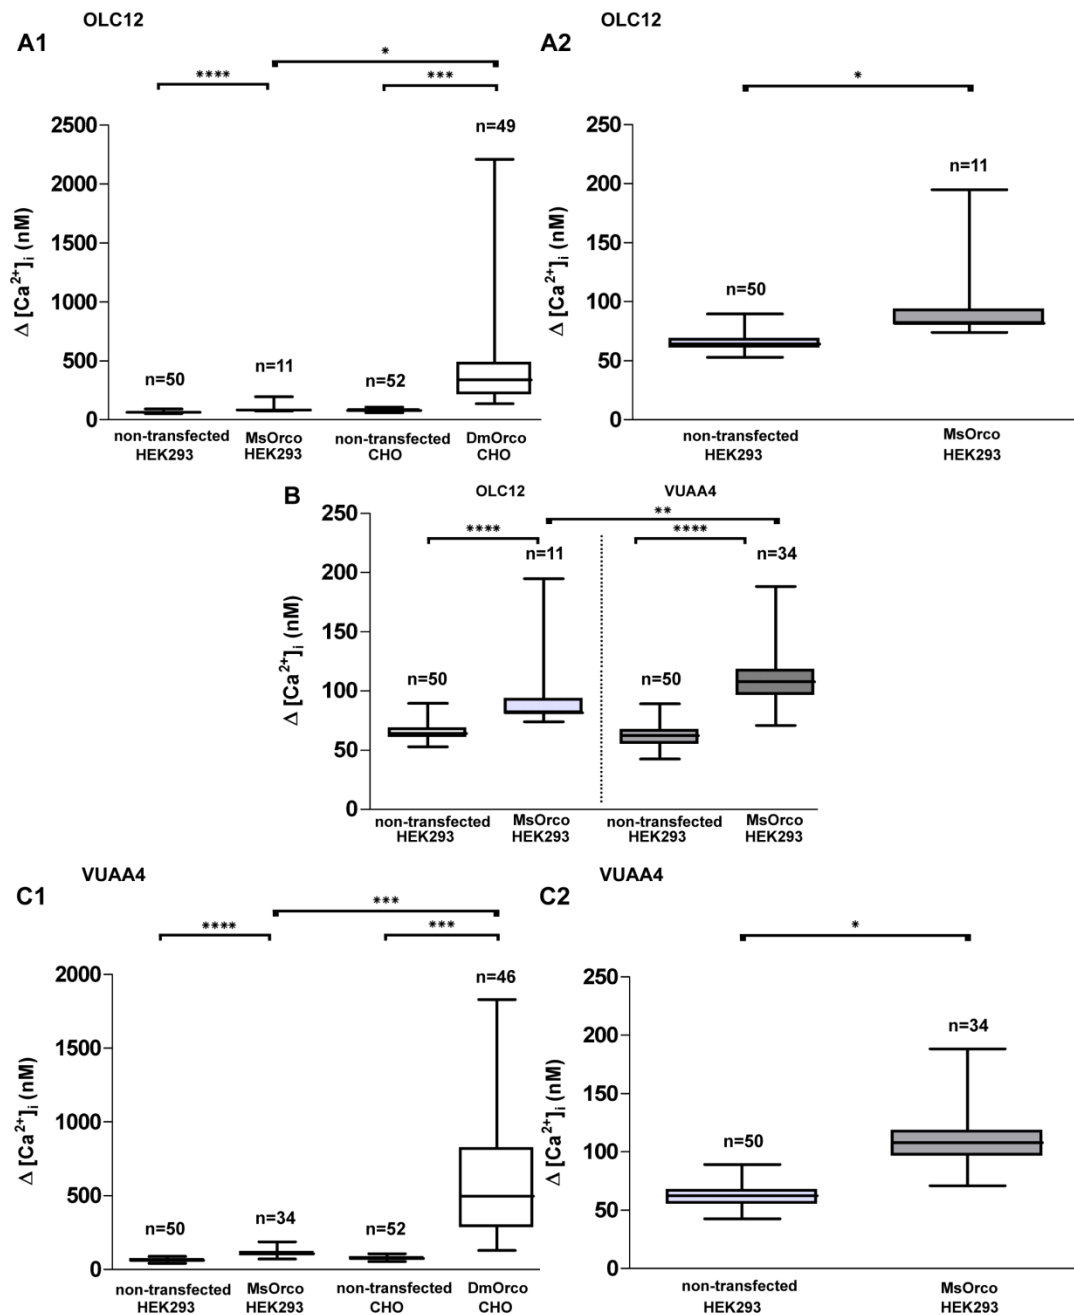 OLC12
A1
*
****
***
Δ [Ca²⁺]ᵢ (nM)
2500
2000
1500
1000
500
0
n=50
n=11
n=52
n=49
non-transfected HEK293
MsOrco HEK293
non-transfected CHO
DmOrco CHO
OLC12
A2
*
Δ [Ca²⁺]ᵢ (nM)
250
200
150
100
50
0
n=50
n=11
non-transfected HEK293
MsOrco HEK293
B
OLC12
VUAA4
**
****
****
Δ [Ca²⁺]ᵢ (nM)
250
200
150
100
50
0
n=50
n=11
n=50
n=34
non-transfected HEK293
MsOrco HEK293
non-transfected HEK293
MsOrco HEK293
VUAA4
C1
***
****
***
Δ [Ca²⁺]ᵢ (nM)
2000
1500
1000
500
0
n=50
n=34
n=52
n=46
non-transfected HEK293
MsOrco HEK293
non-transfected CHO
DmOrco CHO
VUAA4
C2
*
Δ [Ca²⁺]ᵢ (nM)
250
200
150
100
50
0
n=50
n=34
non-transfected HEK293
MsOrco HEK293